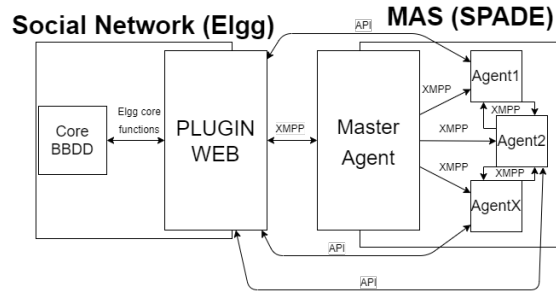 Social Network (Elgg)
MAS (SPADE)
API
Agent1
XMPP
XMPP
Elgg core
functions
Core
BBDD
PLUGIN
WEB
XMPP
Master
Agent
XMPP
Agent2
XMPP
XMPP
AgentX
API
API